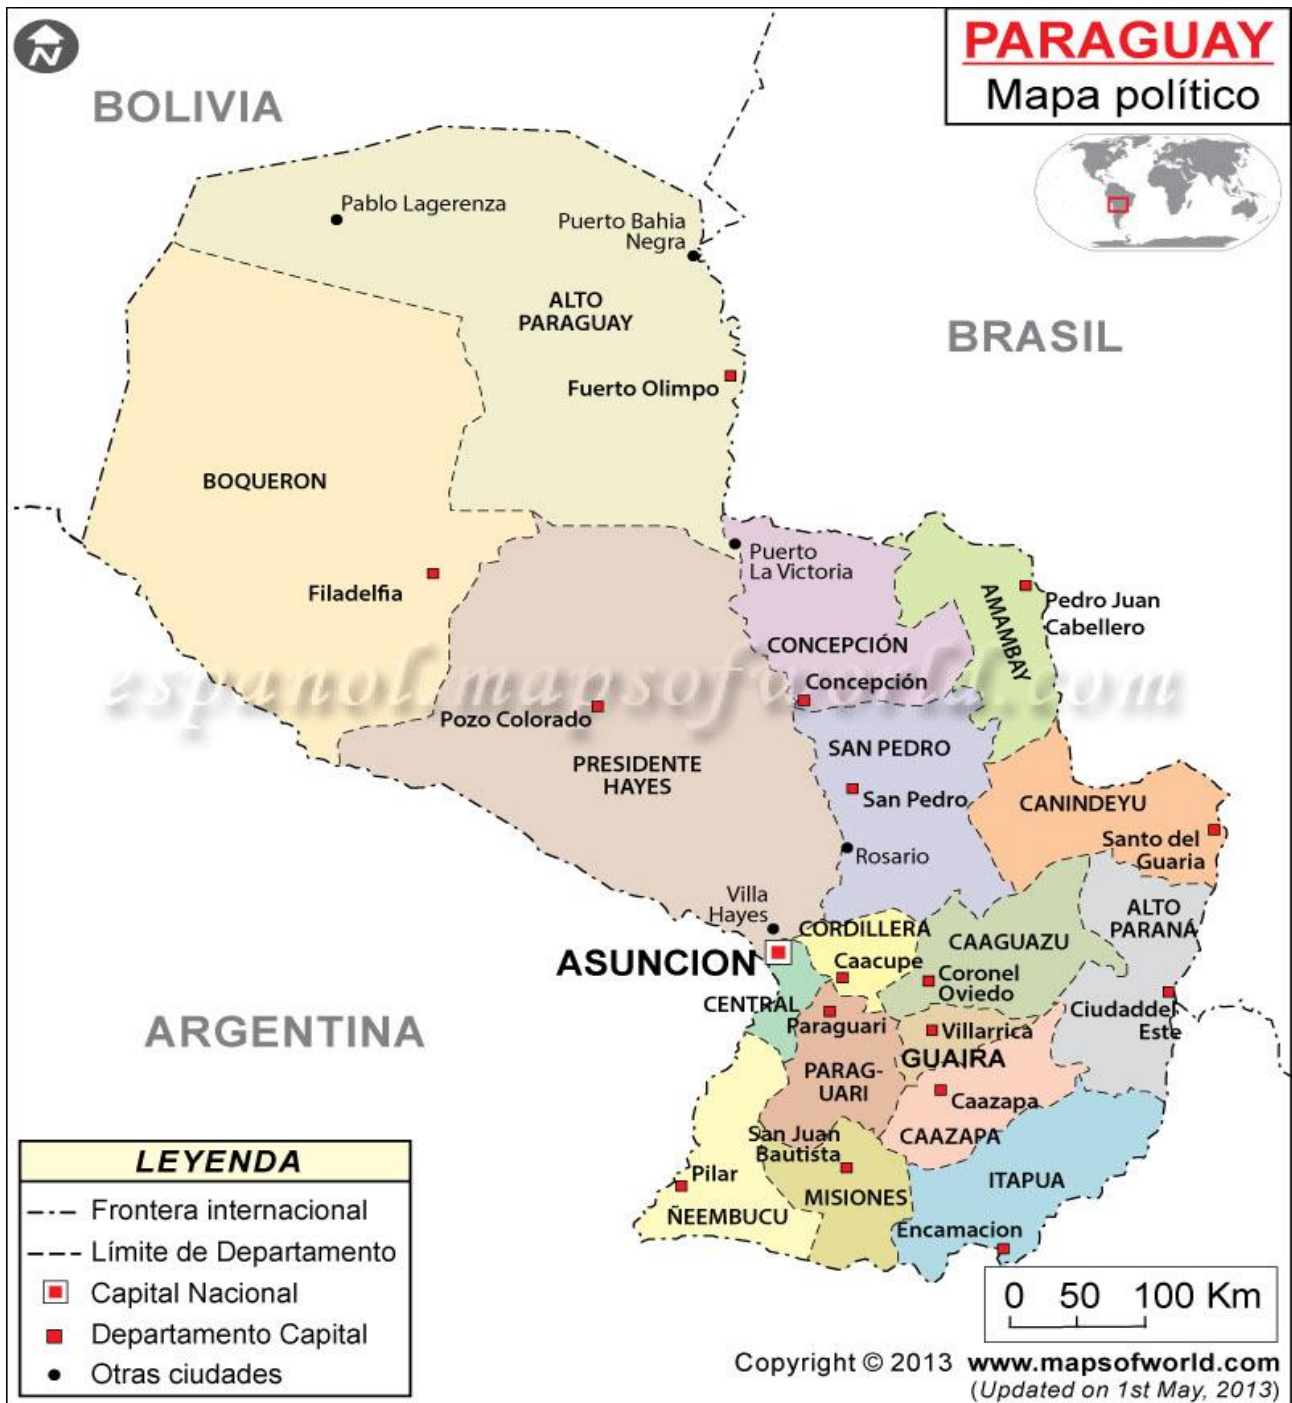 N
PARAGUAY
Mapa político
BOLIVIA
Pablo Lagerenza
Puerto Bahia
Negra
ALTO
PARAGUAY
BRASIL
Fuerto Olimpo
BOQUERON
Puerto
La Victoria
Filadelfia
AMAMBAY
Pedro Juan
Cabellero
CONCEPCIÓN
espanol.mapsofworld.com
Concepción
Pozo Colorado
SAN PEDRO
PRESIDENTE
HAYES
San Pedro
CANINDEYU
Santo del
Guaria
Rosario
Villa
Hayes
ALTO
PARANÁ
CORDILLERA
CAAGUAZU
ASUNCION
Caacupe
Coronel
Oviedo
CENTRAL
Ciudaddel
Este
ARGENTINA
Paraguari
Villarrica
GUAIRA
PARAG-
UARI
Caazapa
CAAZAPA
San Juan
Bautista
Pilar
ITAPUA
MISIONES
ÑEEMBUCU
Encamacion
LEYENDA
Frontera internacional
Límite de Departamento
Capital Nacional
Departamento Capital
Otras ciudades
0 50 100 Km
Copyright © 2013 www.mapsofworld.com
(Updated on 1st May, 2013)